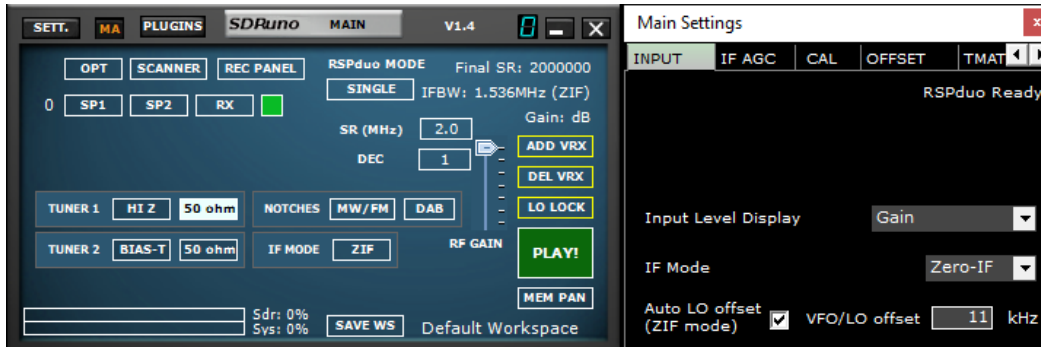 SETT. MA PLUGINS SDRuno MAIN V1.4 0
OPT SCANNER REC PANEL RSPduo MODE Final SR: 2000000
SINGLE IFBW: 1.536MHz (ZIF)
0 SP1 SP2 RX
Gain: dB
SR (MHz) 2.0
ADD VRX
DEC 1
DEL VRX
TUNER 1 HI Z 50 ohm NOTCHES MW/FM DAB LO LOCK
TUNER 2 BIAS-T 50 ohm IF MODE ZIF RF GAIN PLAY!
MEM PAN
Sdr: 0%
Sys: 0% SAVE WS Default Workspace
Main Settings x
INPUT IF AGC CAL OFFSET TMAT
RSPduo Ready
Input Level Display Gain
IF Mode Zero-IF
Auto LO offset
(ZIF mode) VFO/LO offset 11 kHz